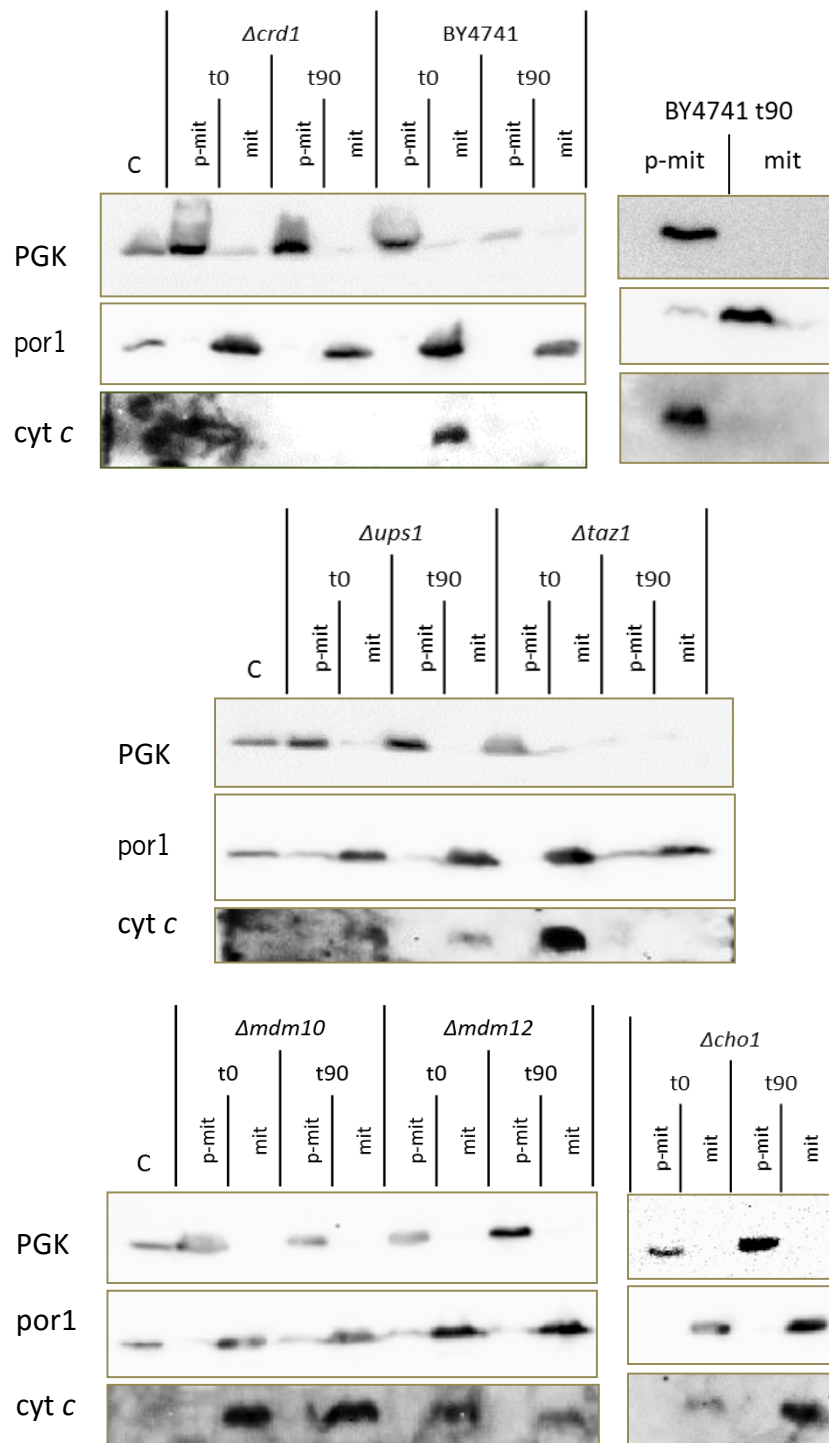 Δcrd1 BY4741
t0 t90 t0 t90
C p-mit mit p-mit mit p-mit mit p-mit mit
PGK
por1
cyt c
BY4741 t90
p-mit mit
Δups1 Δtaz1
t0 t90 t0 t90
C p-mit mit p-mit mit p-mit mit p-mit mit
PGK
por1
cyt c
Δmdm10 Δmdm12
t0 t90 t0 t90
C p-mit mit p-mit mit p-mit mit p-mit mit
PGK
por1
cyt c
Δcho1
t0 t90
p-mit mit p-mit mit